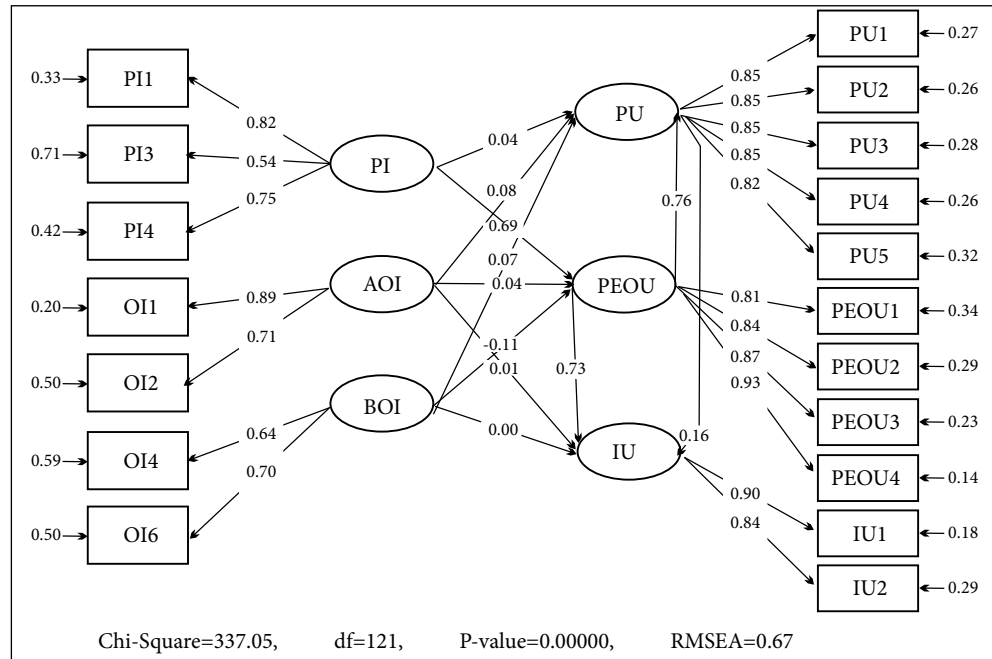 PU1
0.27
0.33
PI1
0.85
PU2
0.26
0.82
PU
0.85
0.71
PI3
0.54
PI
0.04
0.85
PU3
0.28
0.85
0.75
0.08
0.82
PU4
0.26
0.42
PI4
0.69
0.76
PU5
0.32
0.07
0.20
OI1
0.89
AOI
0.04
PEOU
0.81
PEOU1
0.34
0.71
0.84
-0.11
0.87
PEOU2
0.29
0.50
OI2
0.01
0.73
0.93
BOI
PEOU3
0.23
0.64
0.00
0.16
0.59
OI4
IU
0.70
PEOU4
0.14
0.90
0.50
OI6
0.84
IU1
0.18
IU2
0.29
Chi-Square=337.05, df=121, P-value=0.00000, RMSEA=0.67